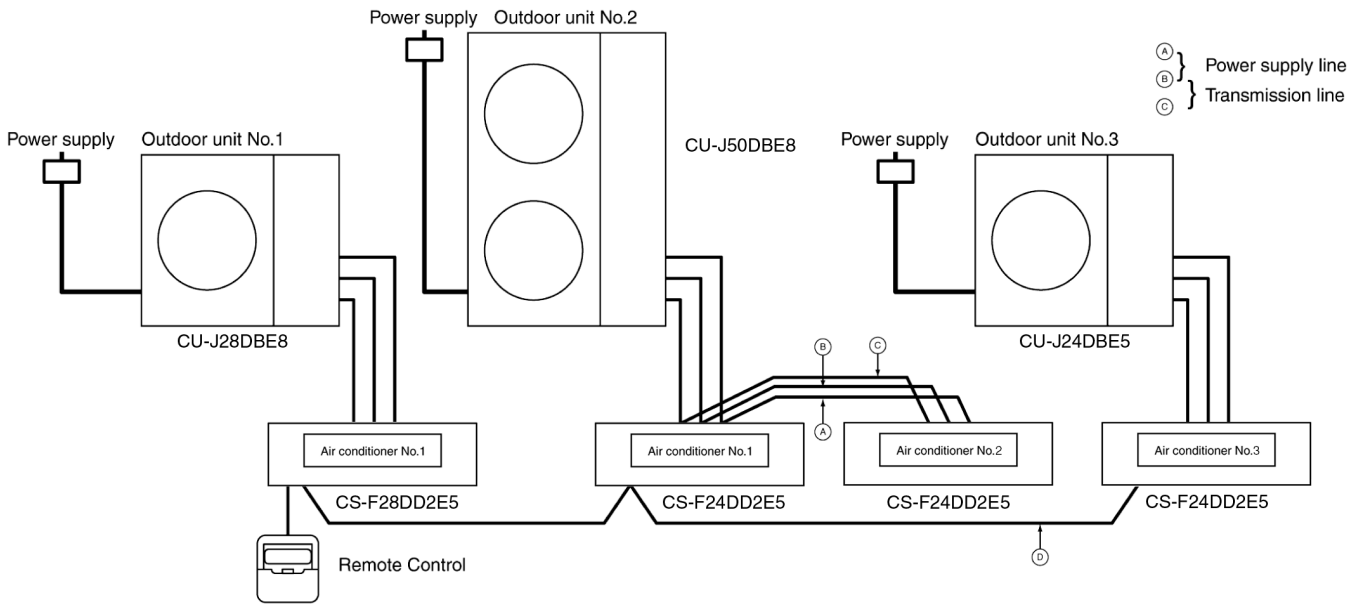 Power supply Outdoor unit No.2
Ⓐ
Ⓑ
Ⓒ
} Power supply line
} Transmission line
Power supply Outdoor unit No.1
CU-J50DBE8
Power supply Outdoor unit No.3
CU-J28DBE8
CU-J24DBE5
Ⓑ Ⓒ
Ⓐ
Air conditioner No.1
Air conditioner No.1
Air conditioner No.2
Air conditioner No.3
CS-F28DD2E5
CS-F24DD2E5
CS-F24DD2E5
CS-F24DD2E5
Ⓓ
Remote Control